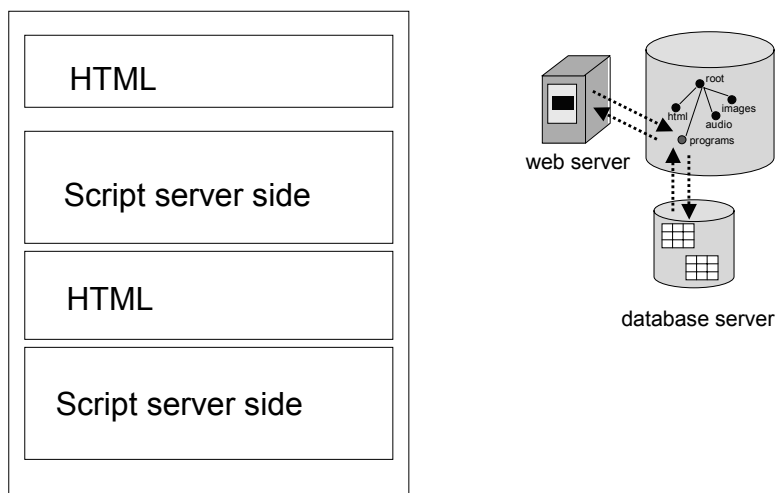 HTML
Script server side
HTML
Script server side
root
html
images
audio
programs
web server
database server